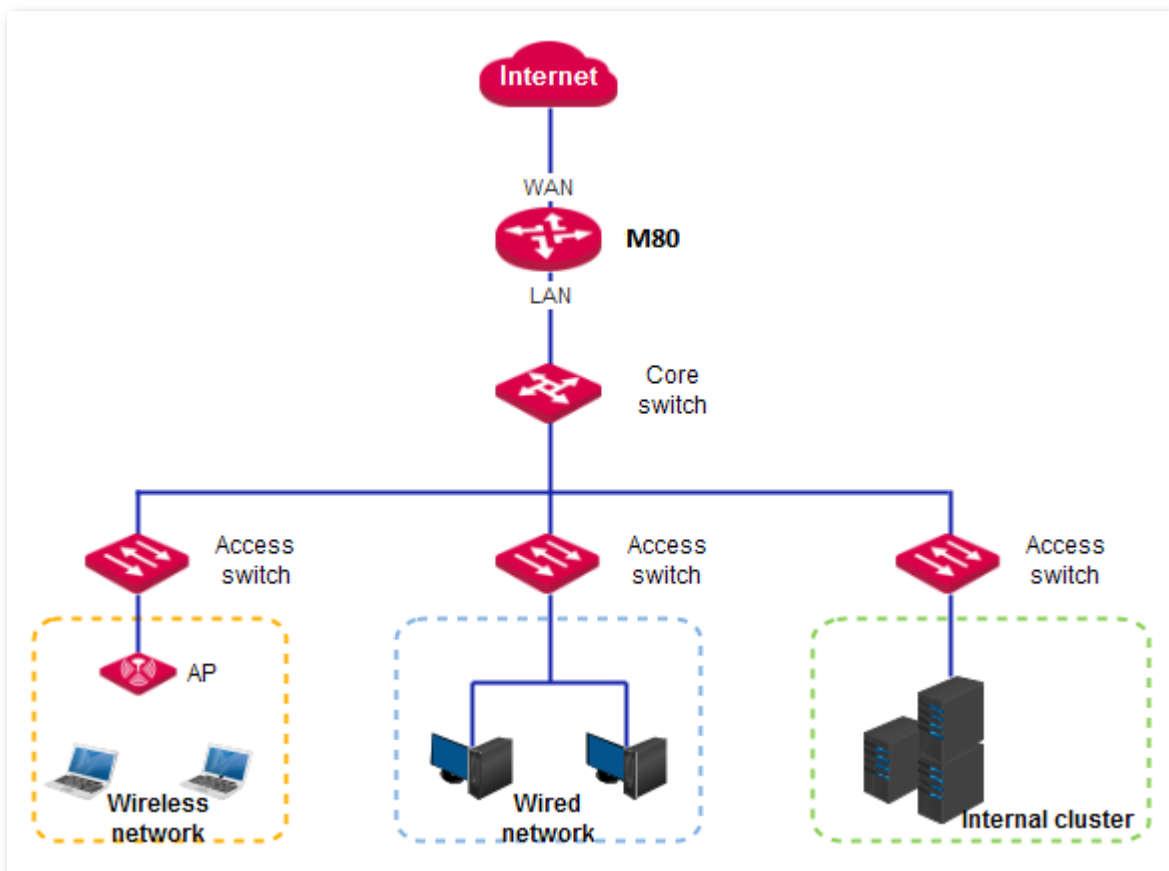 Internet
WAN
M80
LAN
Core
switch
Access
switch
Access
switch
Access
switch
AP
Wireless
network
Wired
network
Internal cluster